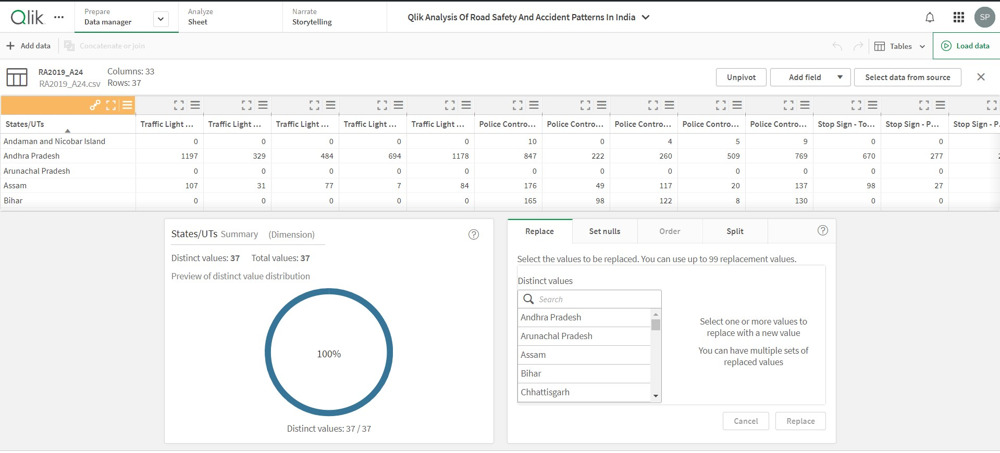 Qlik
Prepare
Data manager
Analyze
Sheet
Narrate
Storytelling
Qlik Analysis Of Road Safety And Accident Patterns In India
SP
Add data
Concatenate or join
Tables
Load data
RA2019_A24
RA2019_A24.csv
Columns: 33
Rows: 37
Unpivot
Add field
Select data from source
States/UTs Traffic Light ... Traffic Light ... Traffic Light ... Traffic Light ... Traffic Light ... Police Contro... Police Contro... Police Contro... Police Contro... Police Contro... Stop Sign - To... Stop Sign - P... Stop Sign - P
Andaman and Nicobar Island 0 0 0 0 0 10 0 4 5 9 0 0
Andhra Pradesh 1197 329 484 694 1178 847 222 260 509 769 670 277
Arunachal Pradesh 0 0 0 0 0 0 0 0 0 0 0 0
Assam 107 31 77 7 84 176 49 117 20 137 98 27
Bihar 0 0 0 0 0 165 98 122 8 130 0 0
States/UTs Summary (Dimension)
?
Distinct values: 37 Total values: 37
Preview of distinct value distribution
100%
Distinct values: 37 / 37
Replace
Set nulls
Order
Split
?
Select the values to be replaced. You can use up to 99 replacement values.
Distinct values
Search
Andhra Pradesh
Arunachal Pradesh
Assam
Bihar
Chhattisgarh
Select one or more values to
replace with a new value
You can have multiple sets of
replaced values
Cancel
Replace